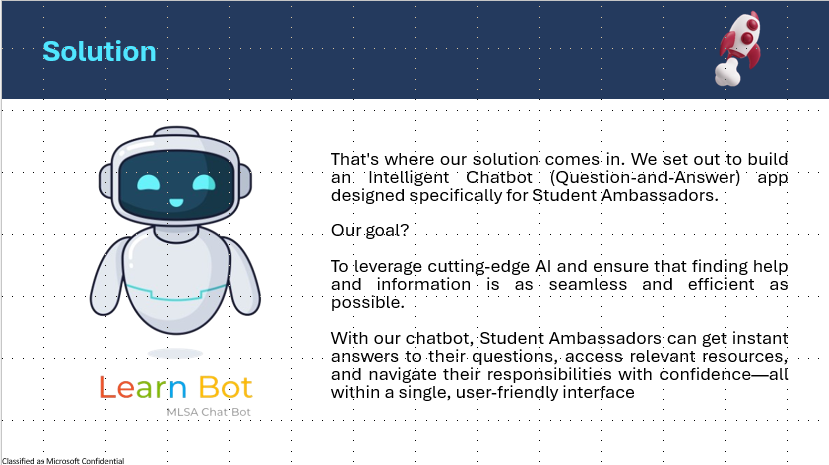 Solution
That's where our solution comes in. We set out to build
an Intelligent Chatbot (Question-and-Answer) app
designed specifically for Student Ambassadors.
Our goal?
To leverage cutting-edge AI and ensure that finding help
and information is as seamless and efficient as
possible.
With our chatbot, Student Ambassadors can get instant
answers to their questions, access relevant resources,
and navigate their responsibilities with confidence—all
within a single, user-friendly interface
Learn Bot
MLSA Chat Bot
Classified as Microsoft Confidential